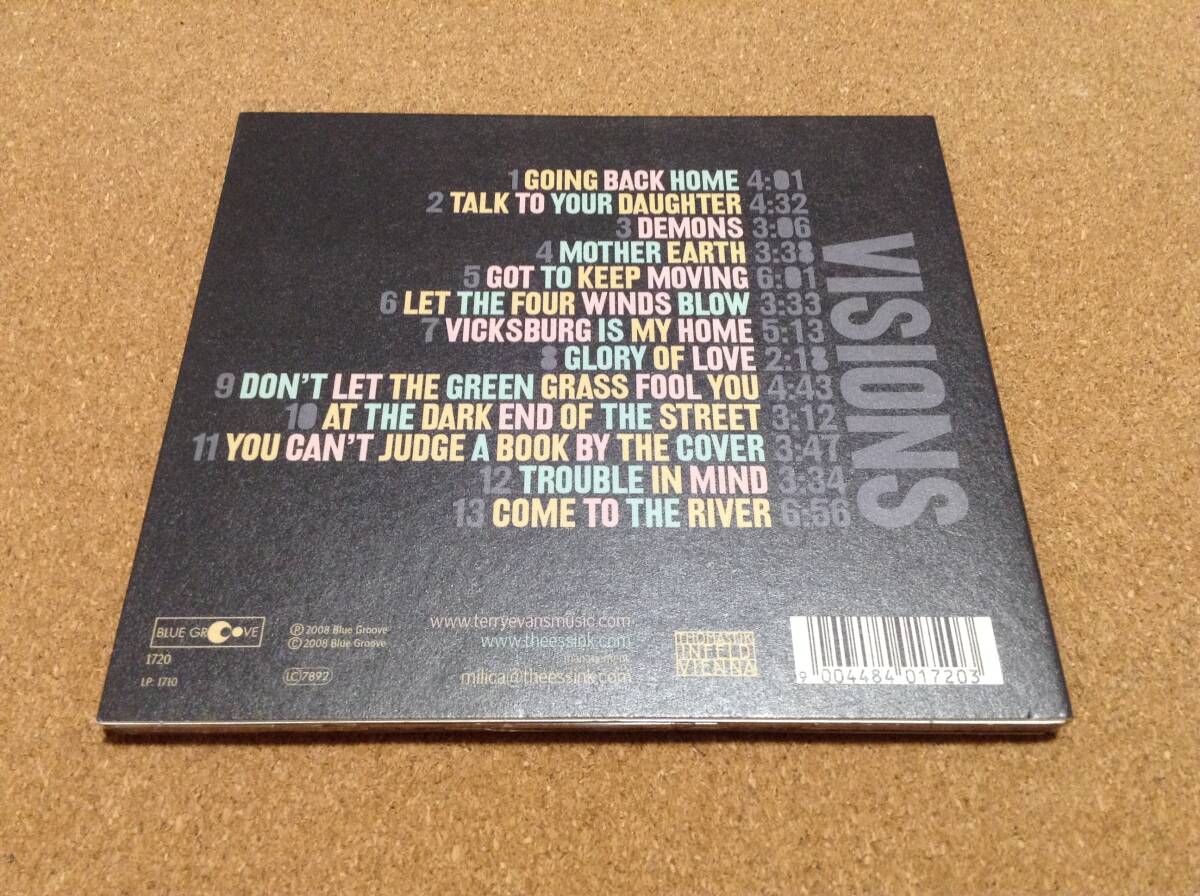 1 GOING BACK HOME 4:01
2 TALK TO YOUR DAUGHTER 4:32
3 DEMONS 3:06
4 MOTHER EARTH 3:38
5 GOT TO KEEP MOVING 6:01
6 LET THE FOUR WINDS BLOW 3:33
7 VICKSBURG IS MY HOME 5:13
8 GLORY OF LOVE 2:18
9 DON'T LET THE GREEN GRASS FOOL YOU 4:43
10 AT THE DARK END OF THE STREET 3:12
11 YOU CAN'T JUDGE A BOOK BY THE COVER 3:47
12 TROUBLE IN MIND 3:34
13 COME TO THE RIVER 6:56
VISIONS
BLUE GROOVE
1720
LP: 1710
℗ 2008 Blue Groove
© 2008 Blue Groove
LC 7892
www.terryevansmusic.com
www.theessink.com
management
milica@theessink.com
THOMASTIK
INFELD
VIENNA
9 004484 017203